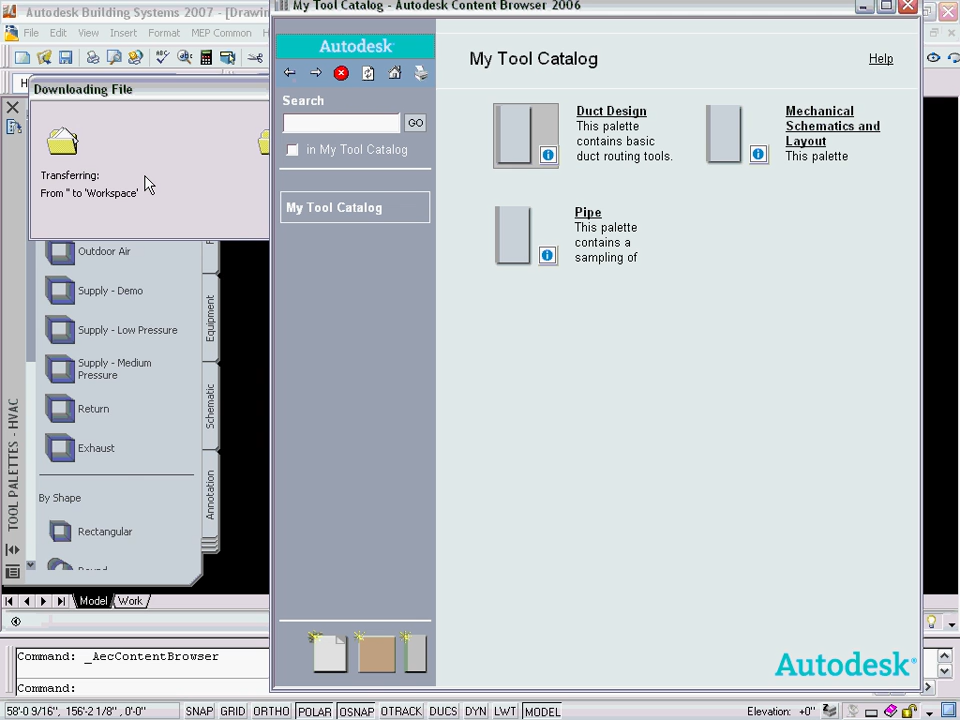 Autodesk Building Systems 2007 - [Drawin
My Tool Catalog - Autodesk Content Browser 2006
File Edit View Insert Format MEP Common H
Autodesk®
My Tool Catalog
Help
Downloading File
Transferring:
From '' to 'Workspace'
Search
GO
in My Tool Catalog
My Tool Catalog
Duct Design
This palette
contains basic
duct routing tools.
Mechanical
Schematics and
Layout
This palette
Pipe
This palette
contains a
sampling of
Outdoor Air
Supply - Demo
Supply - Low Pressure
Supply - Medium
Pressure
Return
Exhaust
By Shape
Rectangular
Round
Equipment
Schematic
Annotation
TOOL PALETTES - HVAC
Model Work
Command: _AecContentBrowser
Command:
Autodesk®
58'-0 9/16", 156'-2 1/8" , 0'-0"
SNAP GRID ORTHO POLAR OSNAP OTRACK DUCS DYN LWT MODEL
Elevation: +0"